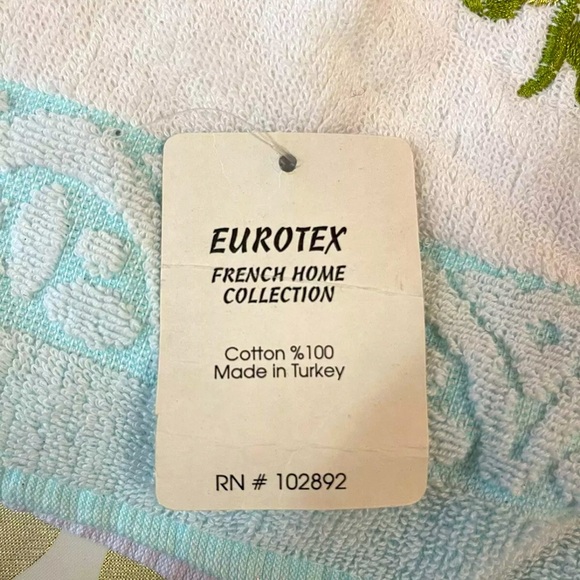 EUROTEX
FRENCH HOME
COLLECTION
Cotton %100
Made in Turkey
RN # 102892